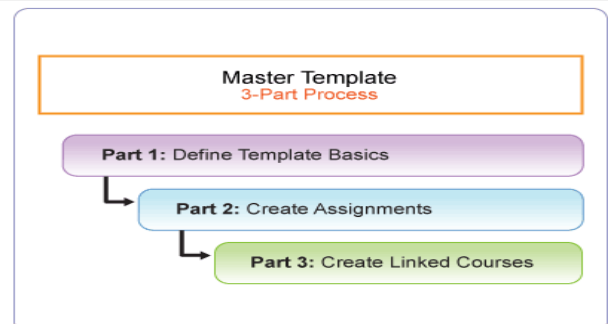 Master Template
3-Part Process
Part 1: Define Template Basics
Part 2: Create Assignments
Part 3: Create Linked Courses